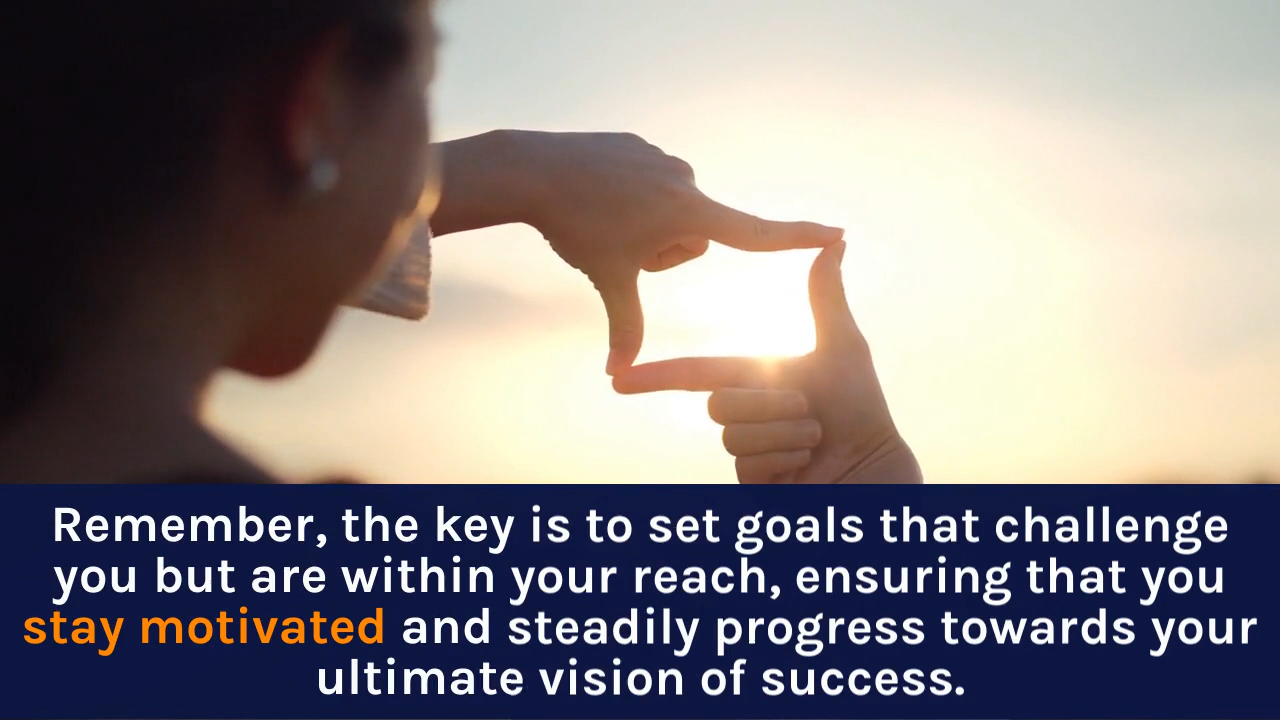 Remember, the key is to set goals that challenge
you but are within your reach, ensuring that you
stay motivated and steadily progress towards your
ultimate vision of success.